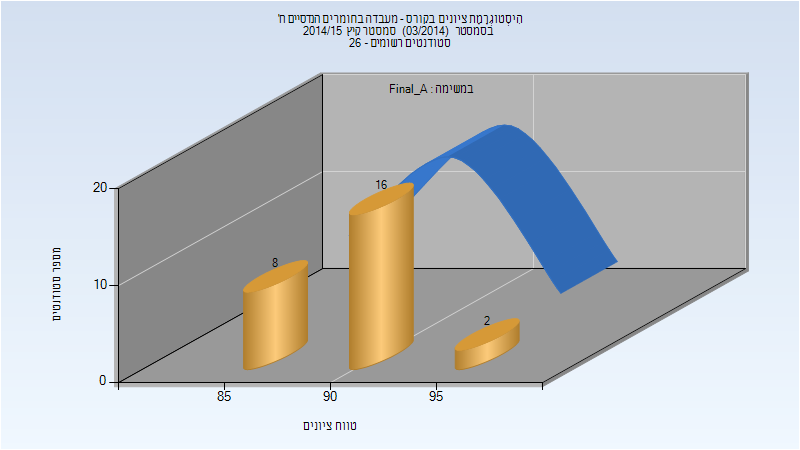 היסטוגרמת ציונים בקורס - מעבדה בחומרים הנדסיים ח'
בסמסטר (03/2014) סמסטר קיץ 2014/15
סטודנטים רשומים - 26
במשימה : Final_A
16
8
2
20
10
0
85
90
95
מספר סטודנטים
טווח ציונים